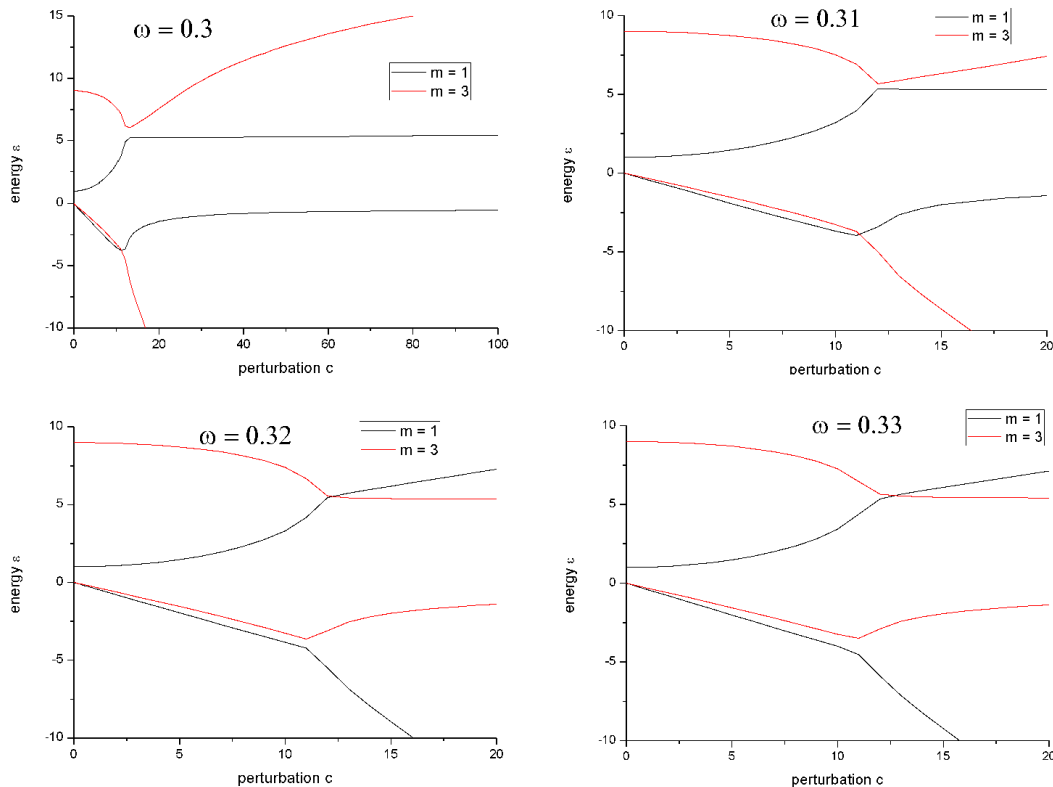 ω = 0.3
m = 1
m = 3
energy ε
15
10
5
0
-5
-10
0
20
40
60
80
100
perturbation c
ω = 0.31
m = 1
m = 3
energy ε
10
5
0
-5
-10
0
5
10
15
20
perturbation c
ω = 0.32
m = 1
m = 3
energy ε
10
5
0
-5
-10
0
5
10
15
20
perturbation c
ω = 0.33
m = 1
m = 3
energy ε
10
5
0
-5
-10
0
5
10
15
20
perturbation c